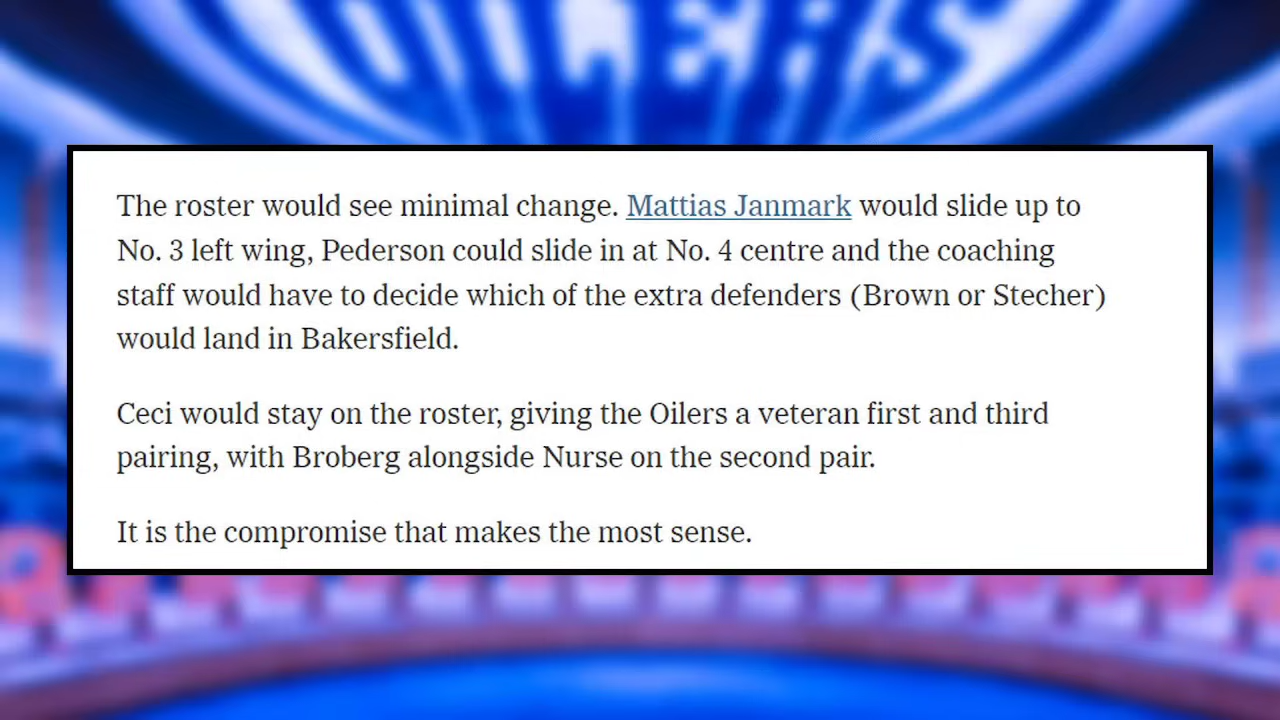 OILERS
The roster would see minimal change. Mattias Janmark would slide up to
No. 3 left wing, Pederson could slide in at No. 4 centre and the coaching
staff would have to decide which of the extra defenders (Brown or Stecher)
would land in Bakersfield.
Ceci would stay on the roster, giving the Oilers a veteran first and third
pairing, with Broberg alongside Nurse on the second pair.
It is the compromise that makes the most sense.